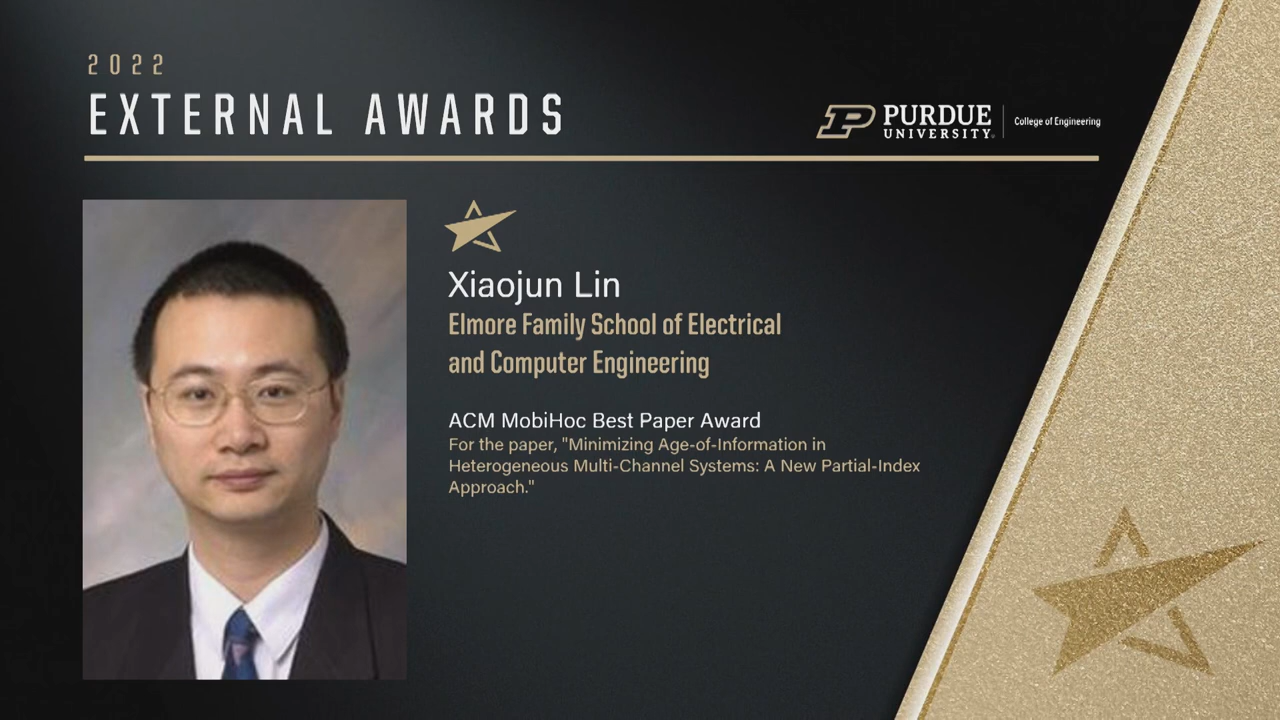 2022
EXTERNAL AWARDS
PURDUE
UNIVERSITY®
College of Engineering
Xiaojun Lin
Elmore Family School of Electrical
and Computer Engineering
ACM MobiHoc Best Paper Award
For the paper, "Minimizing Age-of-Information in
Heterogeneous Multi-Channel Systems: A New Partial-Index
Approach."